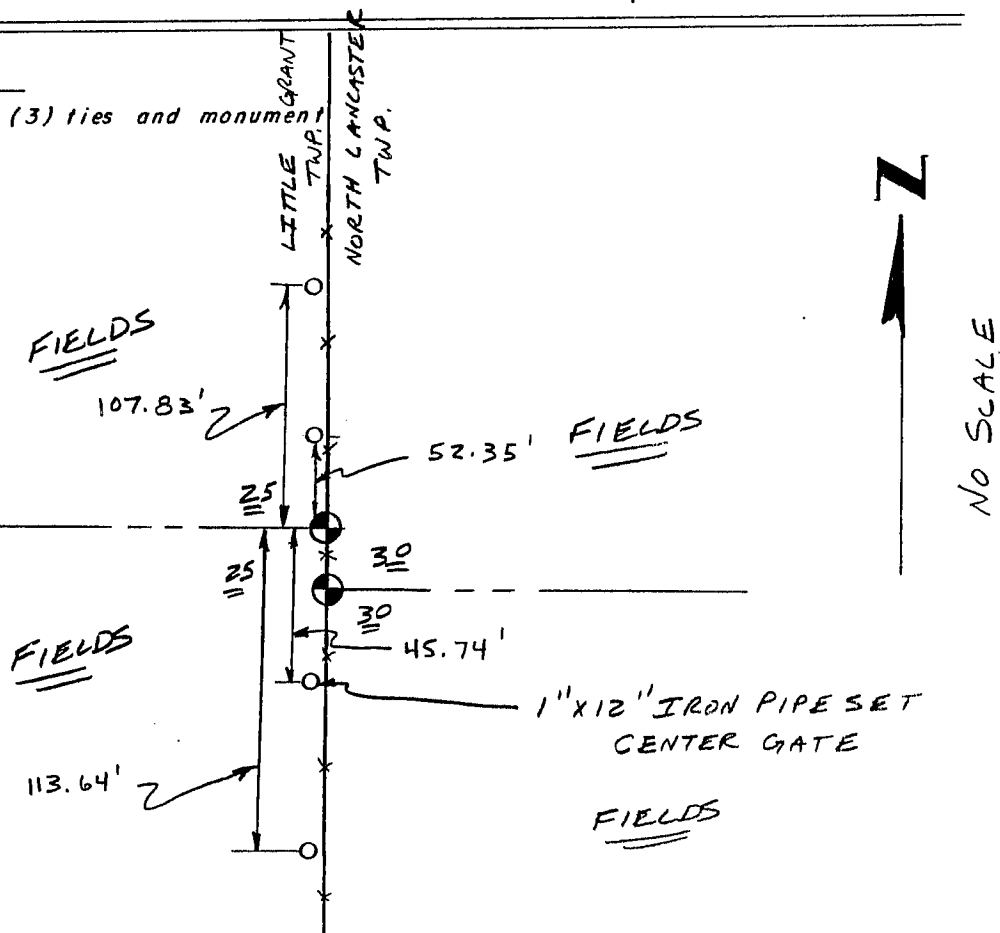 (3) ties and monument
LITTLE GRANT
TWP.
NORTH LANCASTER
TWP.
N
NO SCALE
FIELDS
107.83'
52.35'
FIELDS
25
30
25
30
FIELDS
45.74'
1"X12" IRON PIPE SET
CENTER GATE
113.64'
FIELDS